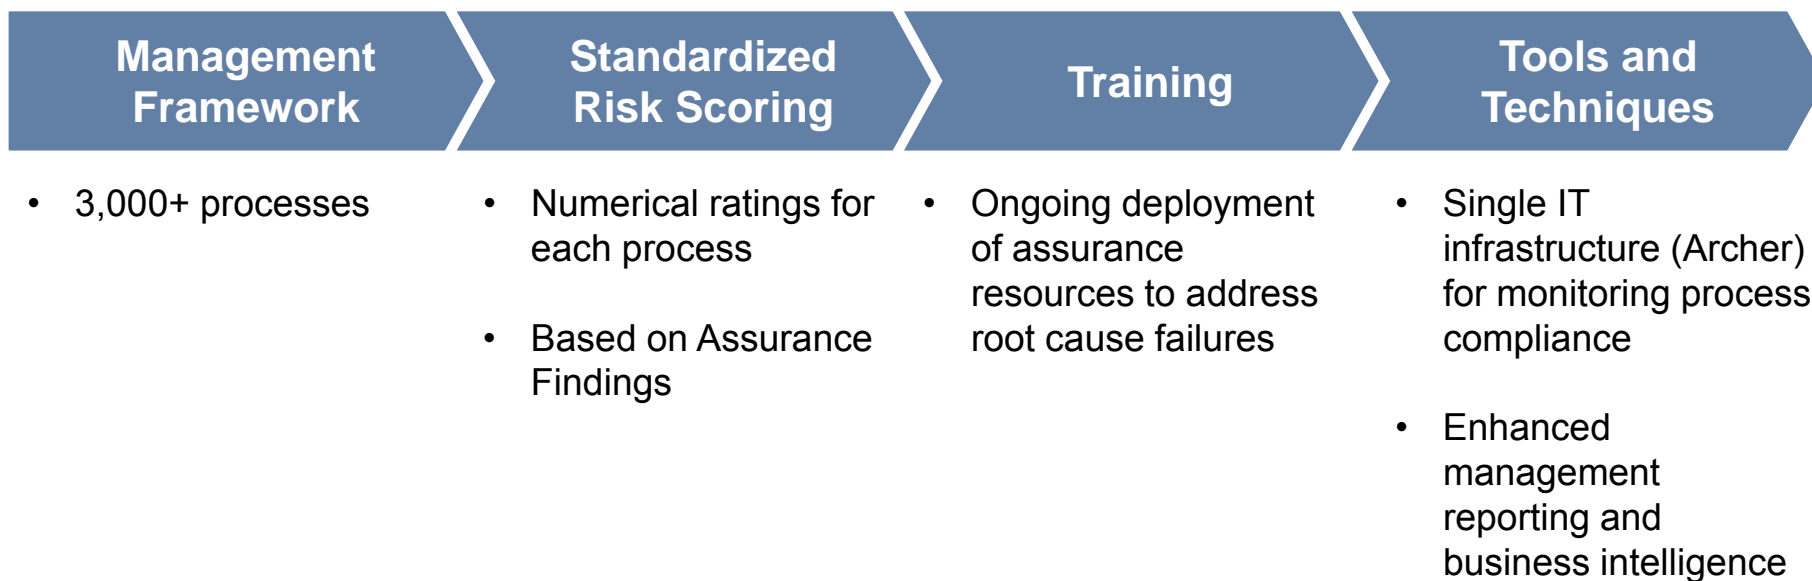 Management
Framework
Standardized
Risk Scoring
Training
Tools and
Techniques
• 3,000+ processes
• Numerical ratings for
each process
• Based on Assurance
Findings
• Ongoing deployment
of assurance
resources to address
root cause failures
• Single IT
infrastructure (Archer)
for monitoring process
compliance
• Enhanced
management
reporting and
business intelligence